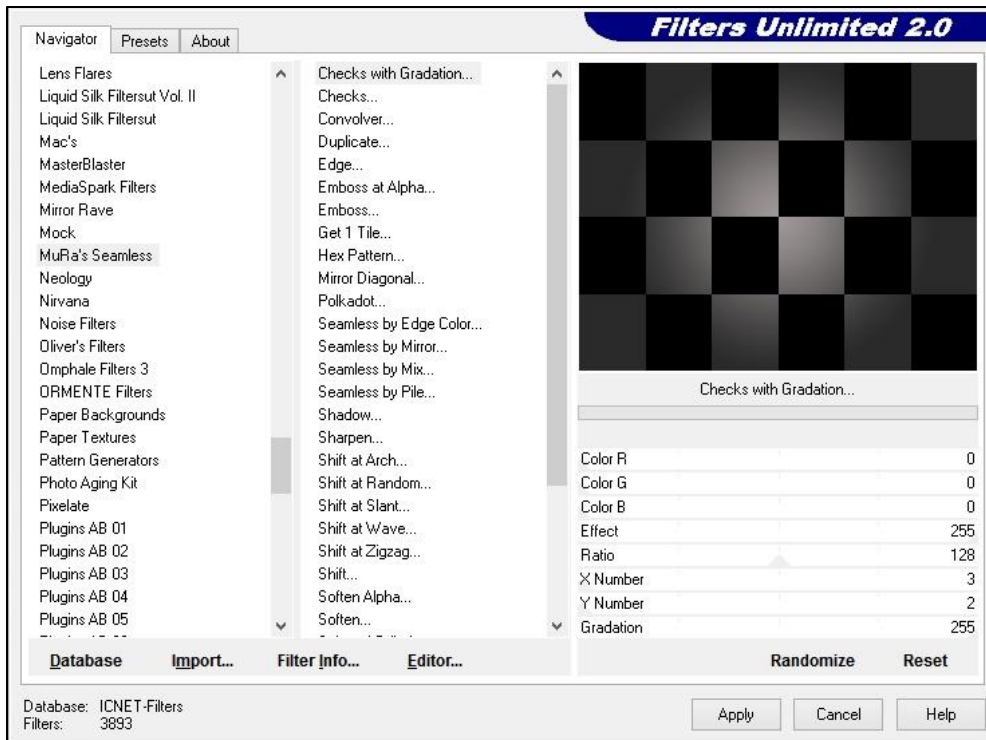 Filters Unlimited 2.0
Navigator
Presets
About
Lens Flares
Liquid Silk Filtersut Vol. II
Liquid Silk Filtersut
Mac's
MasterBlaster
MediaSpark Filters
Mirror Rave
Mock
MuRa's Seamless
Neology
Nirvana
Noise Filters
Oliver's Filters
Omphale Filters 3
ORMENTE Filters
Paper Backgrounds
Paper Textures
Pattern Generators
Photo Aging Kit
Pixelate
Plugins AB 01
Plugins AB 02
Plugins AB 03
Plugins AB 04
Plugins AB 05
Checks with Gradation...
Checks...
Convolver...
Duplicate...
Edge...
Emboss at Alpha...
Emboss...
Get 1 Tile...
Hex Pattern...
Mirror Diagonal...
Polkadot...
Seamless by Edge Color...
Seamless by Mirror...
Seamless by Mix...
Seamless by Pile...
Shadow...
Sharpen...
Shift at Arch...
Shift at Random...
Shift at Slant...
Shift at Wave...
Shift at Zigzag...
Shift...
Soften Alpha...
Soften...
Checks with Gradation...
Color R 0
Color G 0
Color B 0
Effect 255
Ratio 128
X Number 3
Y Number 2
Gradation 255
Database Import... Filter Info... Editor...
Randomize Reset
Database: ICNET-Filters
Filters: 3893
Apply Cancel Help